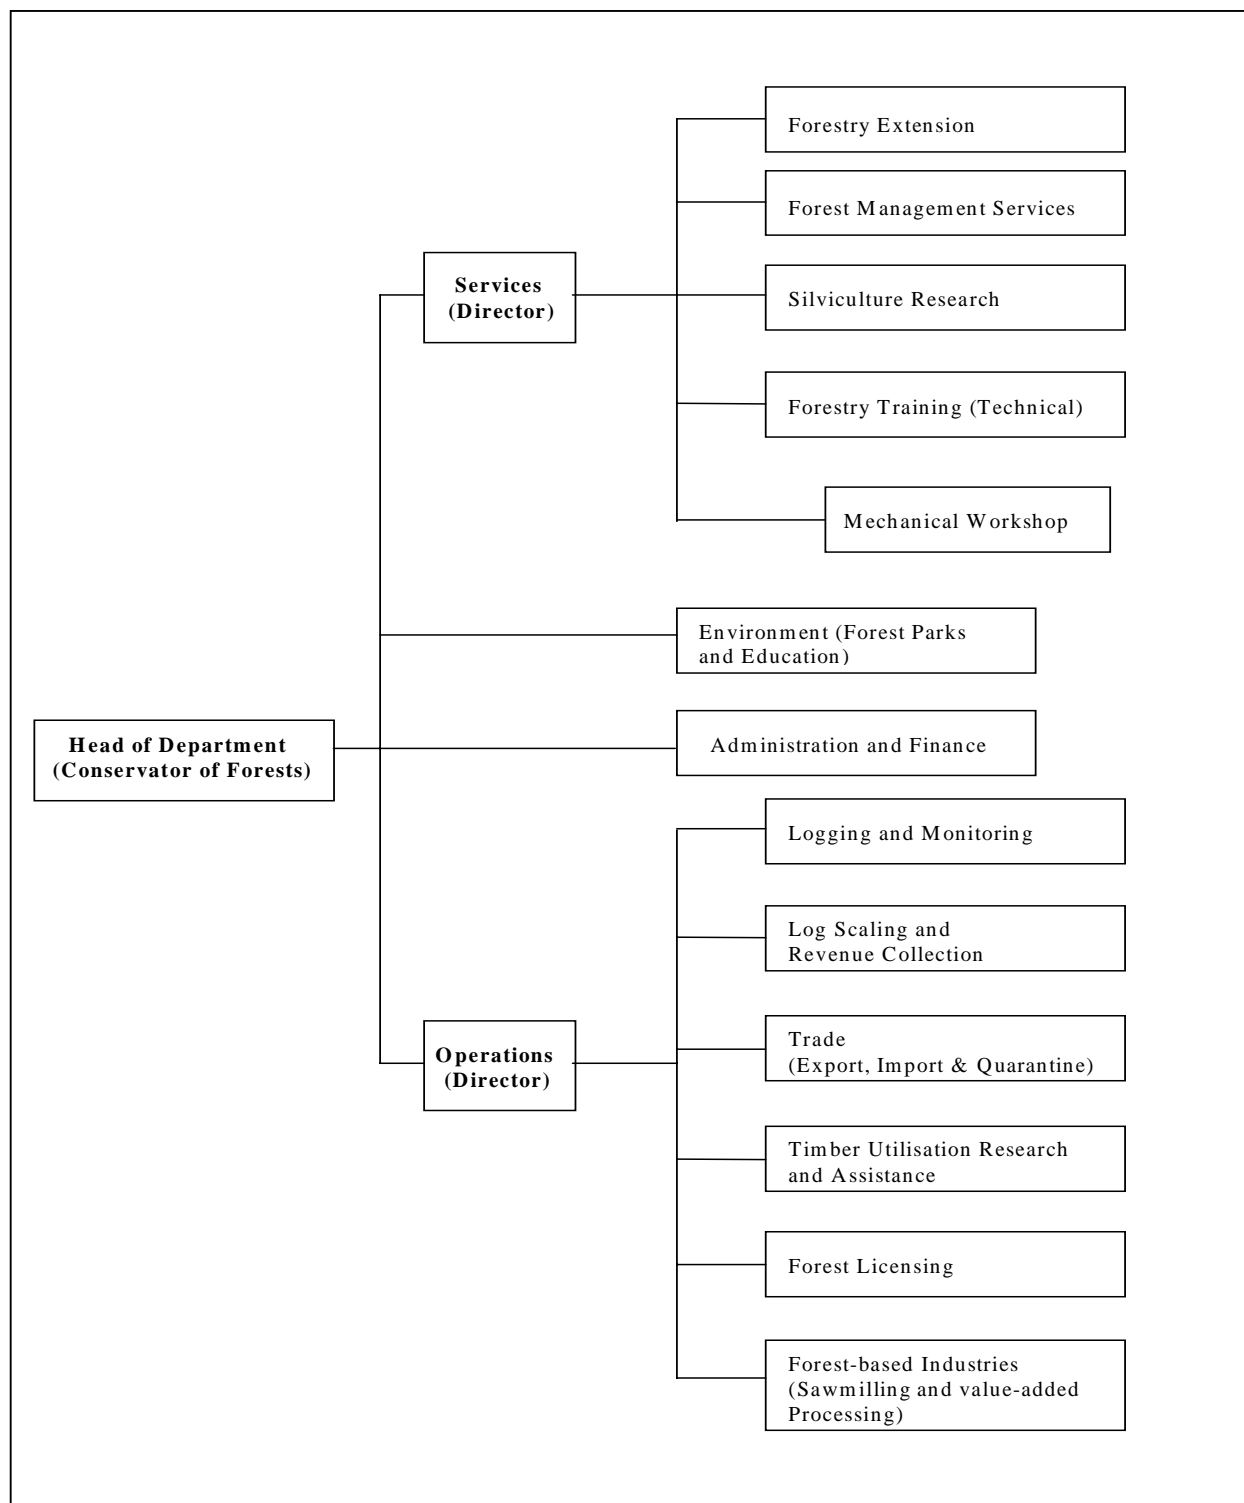 Forestry Extension
Forest Management Services
Services
(Director)
Silviculture Research
Forestry Training (Technical)
Mechanical Workshop
Environment (Forest Parks
and Education)
Head of Department
(Conservator of Forests)
Administration and Finance
Logging and Monitoring
Log Scaling and
Revenue Collection
Operations
(Director)
Trade
(Export, Import & Quarantine)
Timber Utilisation Research
and Assistance
Forest Licensing
Forest-based Industries
(Sawmilling and value-added
Processing)